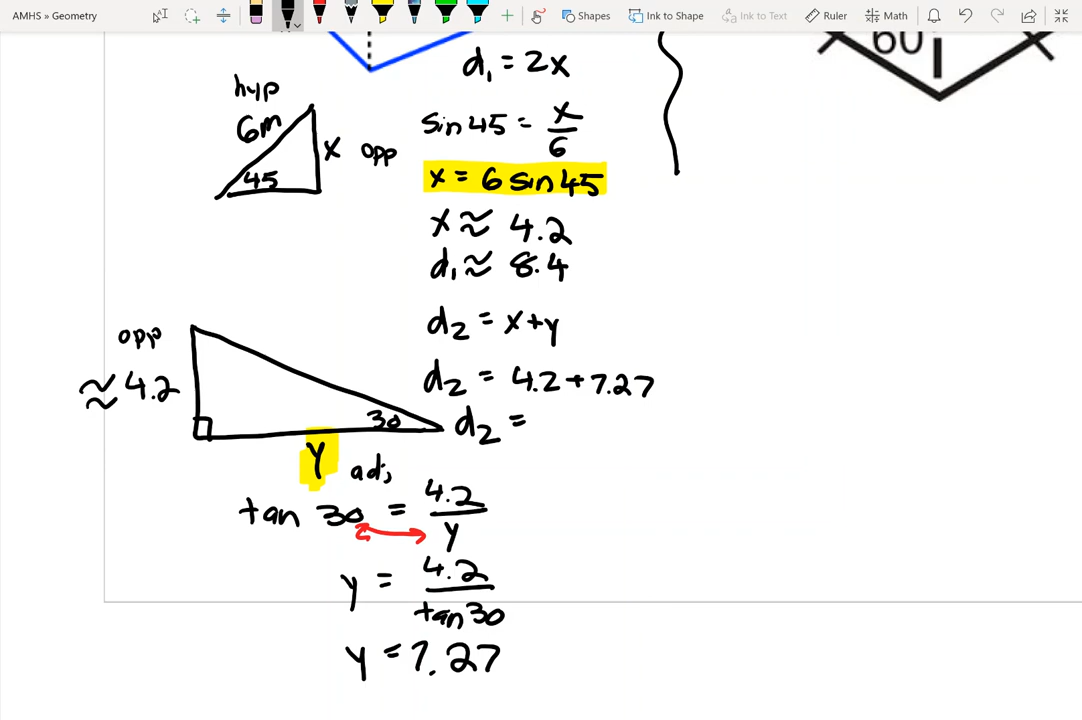 AMHS » Geometry
Shapes
Ink to Shape
Ink to Text
Ruler
Math
60
d₁ = 2x
hyp
6m
x opp
45
sin 45 = x/6
x = 6 sin 45
x ≈ 4.2
d₁ ≈ 8.4
d₂ = x+y
opp
≈ 4.2
30
d₂ = 4.2+7.27
d₂ =
y adj
tan 30 = 4.2/y
y = 4.2/tan 30
y = 7.27